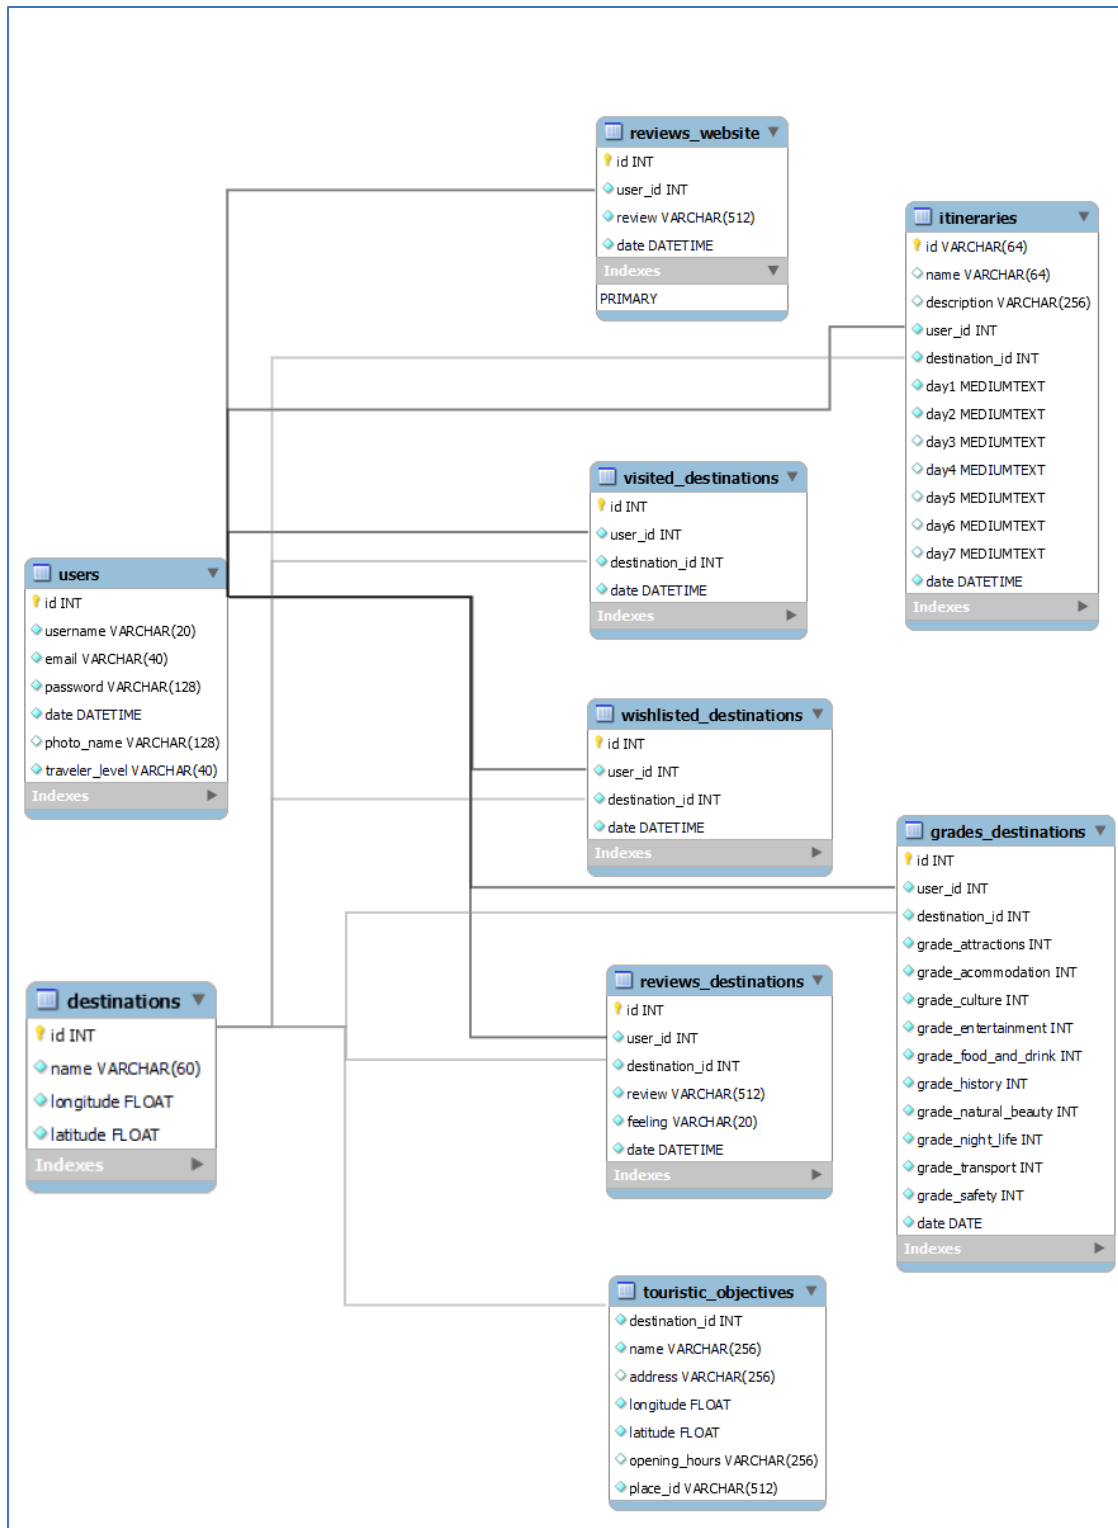 reviews_website
id INT
user_id INT
review VARCHAR(512)
date DATETIME
Indexes
PRIMARY
itineraries
id VARCHAR(64)
name VARCHAR(64)
description VARCHAR(256)
user_id INT
destination_id INT
day1 MEDIUMTEXT
day2 MEDIUMTEXT
day3 MEDIUMTEXT
day4 MEDIUMTEXT
day5 MEDIUMTEXT
day6 MEDIUMTEXT
day7 MEDIUMTEXT
date DATETIME
Indexes
visited_destinations
id INT
user_id INT
destination_id INT
date DATETIME
Indexes
users
id INT
username VARCHAR(20)
email VARCHAR(40)
password VARCHAR(128)
date DATETIME
photo_name VARCHAR(128)
traveler_level VARCHAR(40)
Indexes
wishlisted_destinations
id INT
user_id INT
destination_id INT
date DATETIME
Indexes
grades_destinations
id INT
user_id INT
destination_id INT
grade_attractions INT
grade_acommodation INT
grade_culture INT
grade_entertainment INT
grade_food_and_drink INT
grade_history INT
grade_natural_beauty INT
grade_night_life INT
grade_transport INT
grade_safety INT
date DATE
Indexes
destinations
id INT
name VARCHAR(60)
longitude FLOAT
latitude FLOAT
Indexes
reviews_destinations
id INT
user_id INT
destination_id INT
review VARCHAR(512)
feeling VARCHAR(20)
date DATETIME
Indexes
touristic_objectives
destination_id INT
name VARCHAR(256)
address VARCHAR(256)
longitude FLOAT
latitude FLOAT
opening_hours VARCHAR(256)
place_id VARCHAR(512)